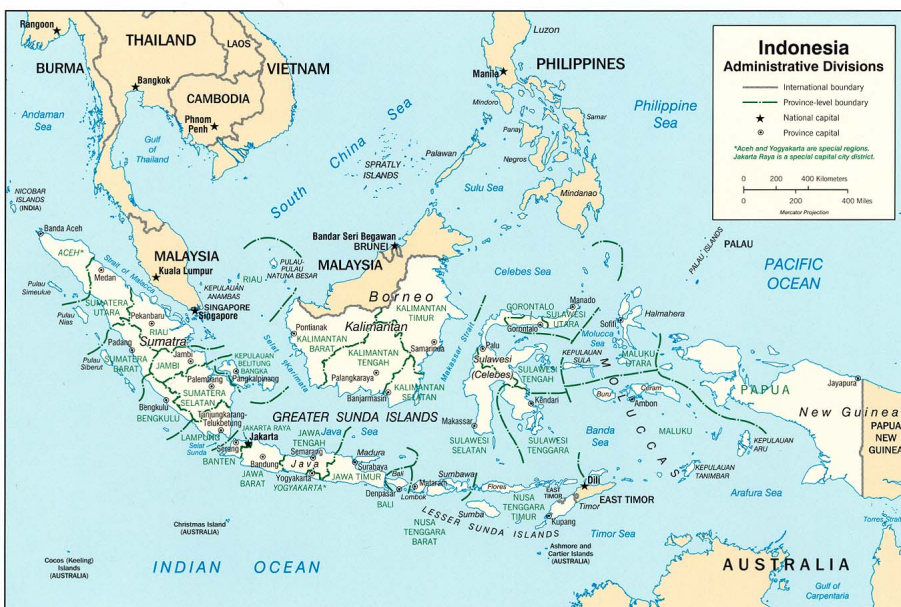 Indonesia
Administrative Divisions
International boundary
Province-level boundary
National capital
Province capital
*Aceh and Yogyakarta are special regions.
Jakarta Raya is a special capital city district.
0 200 400 Kilometers
0 200 400 Miles
Mercator Projection
Rangoon
BURMA
THAILAND
LAOS
VIETNAM
Bangkok
CAMBODIA
Phnom
Penh
Andaman
Sea
Gulf
of
Thailand
South China Sea
SPRATLY
ISLANDS
Luzon
PHILIPPINES
Manila
Mindoro
Samar
Panay
Negros
Palawan
Sulu Sea
Mindanao
Philippine
Sea
NICOBAR
ISLANDS
(INDIA)
Banda Aceh
ACEH*
Strait of Malacca
Medan
Pulau
Simeulue
SUMATERA
UTARA
Pulau
Nias
MALAYSIA
Kuala Lumpur
KEPULAUAN
ANAMBAS
RIAU
PULAU-
PULAU
NATUNA BESAR
SINGAPORE
Singapore
Pekanbaru
RIAU
Sumatra
Padang
SUMATERA
BARAT
Pulau
Siberut
Jambi
JAMBI
KEPULAUAN
BELITUNG
BANGKA
Pangkalpinang
Selat Karimata
Palembang
SUMATERA
SELATAN
Bengkulu
BENGKULU
Tanjungkarang-
Telukbetung
LAMPUNG
Selat
Sunda
Bandar Seri Begawan
BRUNEI
MALAYSIA
Borneo
Pontianak
KALIMANTAN
BARAT
Kalimantan
KALIMANTAN
TIMUR
KALIMANTAN
TENGAH
Samarinda
Palangkaraya
KALIMANTAN
SELATAN
Banjarmasin
Makassar Strait
Celebes Sea
PALAU ISLANDS
PALAU
PACIFIC
OCEAN
GORONTALO
Gorontalo
SULAWESI
UTARA
Manado
Palu
Sulawesi
(Celebes)
SULAWESI
TENGAH
Makassar
SULAWESI
SELATAN
Kendari
SULAWESI
TENGGARA
Sofifi
Halmahera
Molucca
Sea
KEPULAUAN
SULA
MALUKU
UTARA
MOLUCCAS
Buru
Ceram
Ambon
MALUKU
Banda
Sea
PAPUA
Jayapura
New Guinea
PAPUA
NEW
GUINEA
KEPULAUAN
ARU
KEPULAUAN
TANIMBAR
GREATER SUNDA ISLANDS
Java Sea
JAKARTA RAYA
Jakarta
Serang
BANTEN
Bandung
JAWA
BARAT
JAWA
TENGAH
Semarang
Java
Yogyakarta
YOGYAKARTA*
Madura
Surabaya
JAWA TIMUR
Bali
Denpasar
BALI
Mataram
Lombok
Sumbawa
NUSA
TENGGARA
BARAT
Flores
Sumba
LESSER SUNDA ISLANDS
NUSA
TENGGARA
TIMUR
EAST
TIMOR
Dili
EAST TIMOR
Timor
Kupang
Timor Sea
Arafura Sea
Torres Strait
Christmas Island
(AUSTRALIA)
Cocos (Keeling)
Islands
(AUSTRALIA)
INDIAN OCEAN
Ashmore and
Cartier Islands
(AUSTRALIA)
AUSTRALIA
Gulf of
Carpentaria